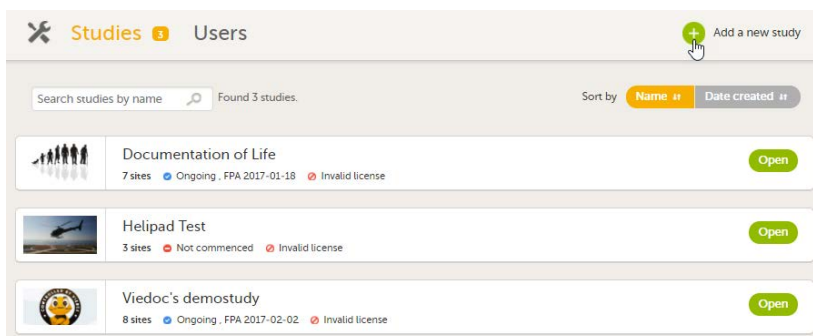 Studies 3 Users Add a new study
Search studies by name Found 3 studies. Sort by Name Date created
Documentation of Life
7 sites Ongoing , FPA 2017-01-18 Invalid license
Open
Helipad Test
3 sites Not commenced Invalid license
Open
Viedoc's demostudy
8 sites Ongoing , FPA 2017-02-02 Invalid license
Open